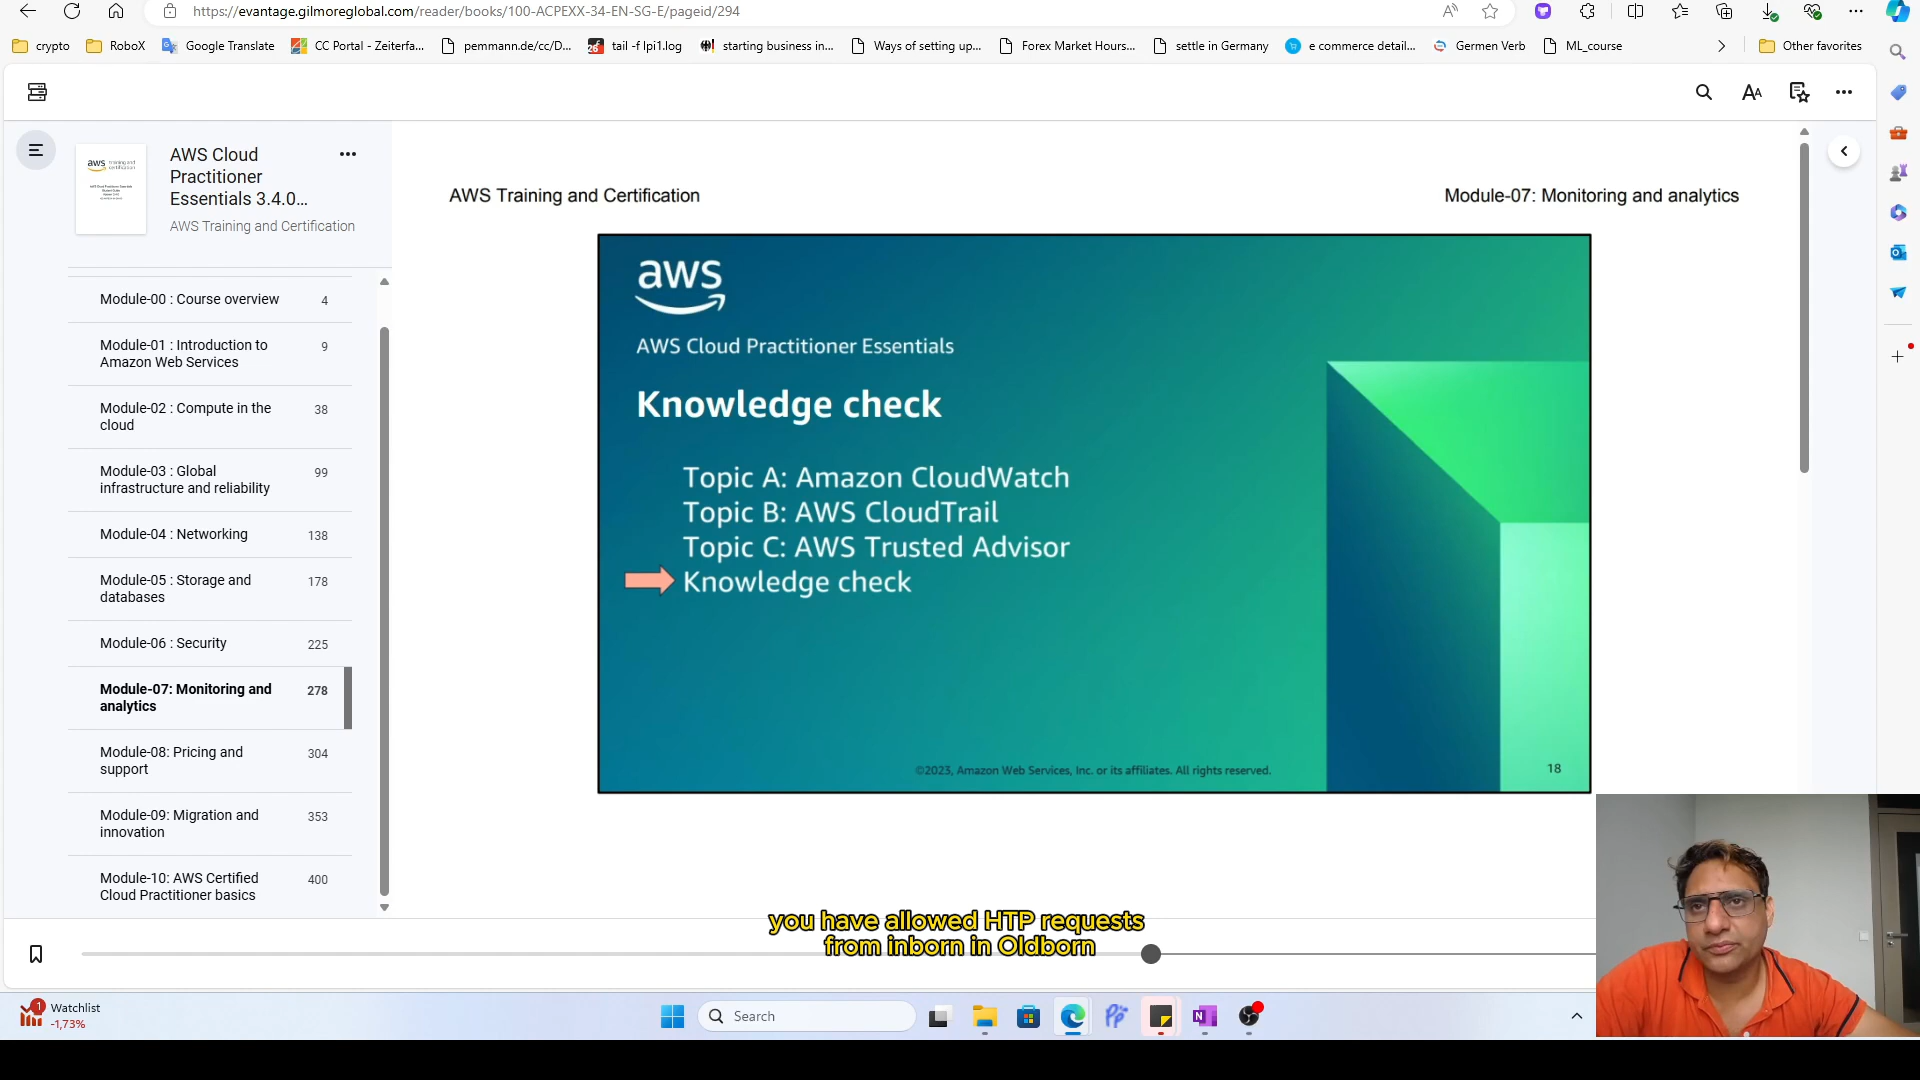 https://evantage.gilmoreglobal.com/reader/books/100-ACPEXX-34-EN-SG-E/pageid/294
crypto
RoboX
Google Translate
CC Portal - Zeiterfa...
pemmann.de/cc/D...
tail -f lpi1.log
starting business in...
Ways of setting up...
Forex Market Hours...
settle in Germany
e commerce detail...
Germen Verb
ML_course
Other favorites
AWS Cloud
Practitioner
Essentials 3.4.0...
AWS Training and Certification
Module-00 : Course overview 4
Module-01 : Introduction to 9
Amazon Web Services
Module-02 : Compute in the 38
cloud
Module-03 : Global 99
infrastructure and reliability
Module-04 : Networking 138
Module-05 : Storage and 178
databases
Module-06 : Security 225
Module-07: Monitoring and 278
analytics
Module-08: Pricing and 304
support
Module-09: Migration and 353
innovation
Module-10: AWS Certified 400
Cloud Practitioner basics
AWS Training and Certification
Module-07: Monitoring and analytics
aws
AWS Cloud Practitioner Essentials
Knowledge check
Topic A: Amazon CloudWatch
Topic B: AWS CloudTrail
Topic C: AWS Trusted Advisor
Knowledge check
©2023, Amazon Web Services, Inc. or its affiliates. All rights reserved.
18
you have allowed HTP requests
from inborn in Oldborn
1
Watchlist
-1,73%
Search